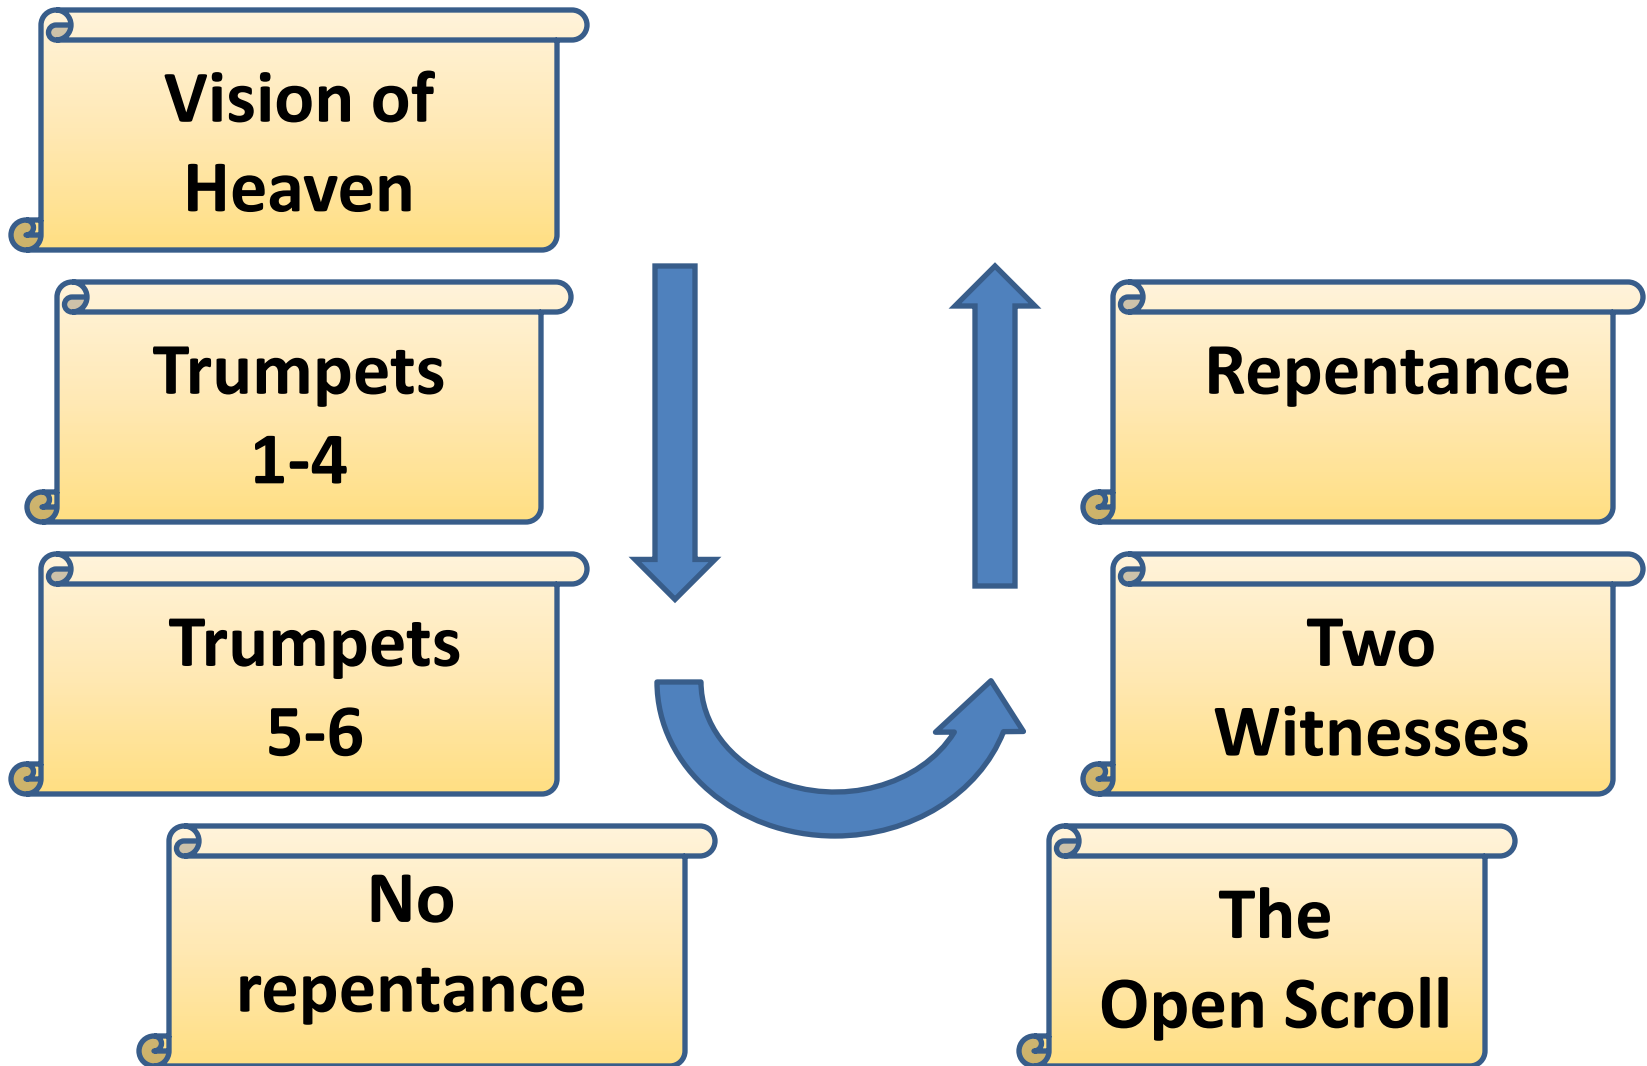 Vision of
Heaven
Trumpets
1-4
Trumpets
5-6
No
repentance
The
Open Scroll
Two
Witnesses
Repentance